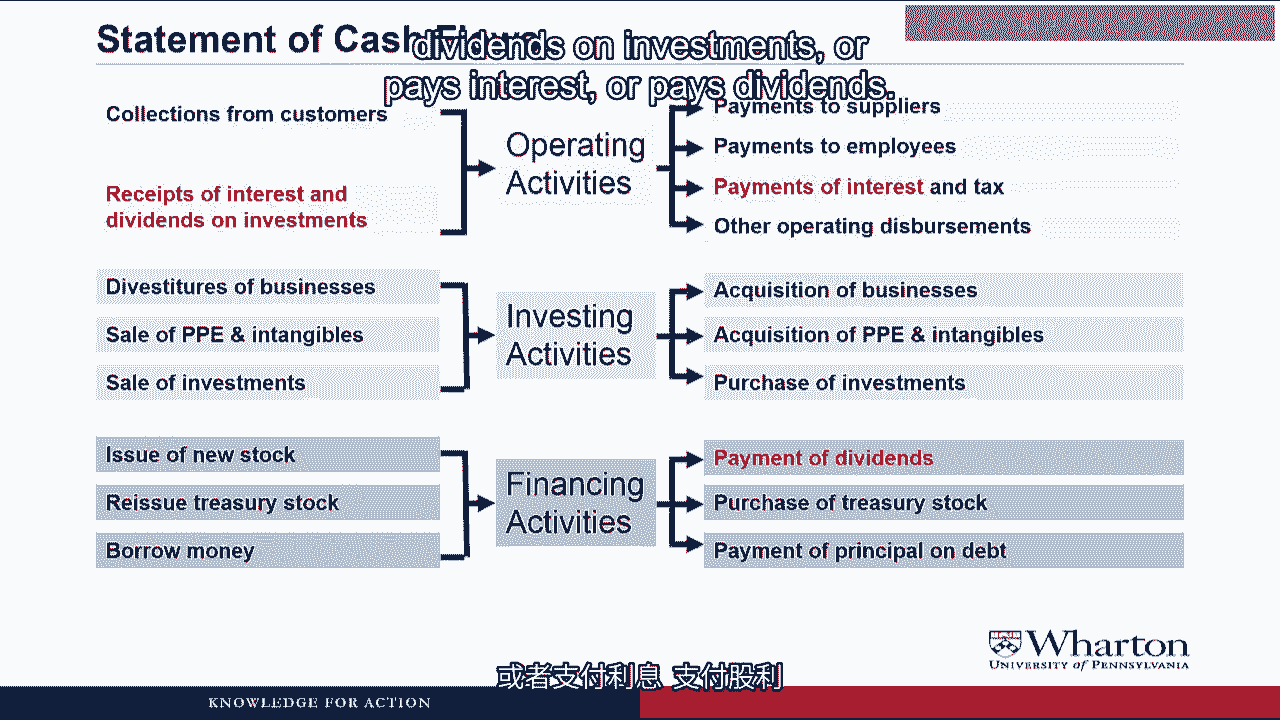 Statement of Cash
dividends on investments, or
pays interest, or pays dividends.
Collections from customers
Receipts of interest and
dividends on investments
Operating
Activities
Payments to suppliers
Payments to employees
Payments of interest and tax
Other operating disbursements
Divestitures of businesses
Sale of PPE & intangibles
Sale of investments
Investing
Activities
Acquisition of businesses
Acquisition of PPE & intangibles
Purchase of investments
Issue of new stock
Reissue treasury stock
Borrow money
Financing
Activities
Payment of dividends
Purchase of treasury stock
Payment of principal on debt
Wharton
UNIVERSITY of PENNSYLVANIA
或者支付利息 支付股利
KNOWLEDGE FOR ACTION